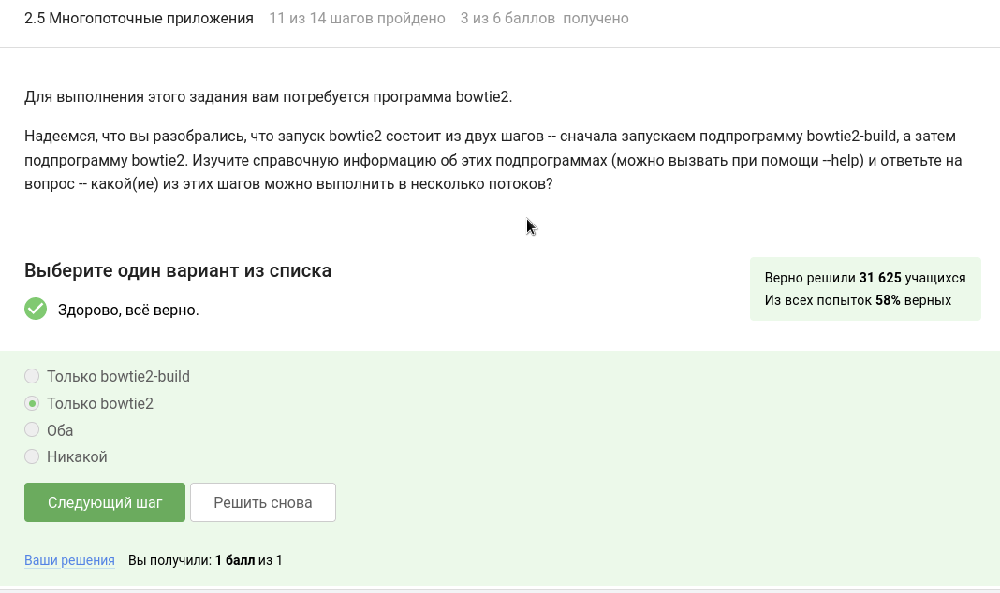 2.5 Многопоточные приложения 11 из 14 шагов пройдено 3 из 6 баллов получено
Для выполнения этого задания вам потребуется программа bowtie2.
Надеемся, что вы разобрались, что запуск bowtie2 состоит из двух шагов -- сначала запускаем подпрограмму bowtie2-build, а затем
подпрограмму bowtie2. Изучите справочную информацию об этих подпрограммах (можно вызвать при помощи --help) и ответьте на
вопрос -- какой(ие) из этих шагов можно выполнить в несколько потоков?
Выберите один вариант из списка
Здорово, всё верно.
Верно решили 31 625 учащихся
Из всех попыток 58% верных
Только bowtie2-build
Только bowtie2
Оба
Никакой
Следующий шаг Решить снова
Ваши решения Вы получили: 1 балл из 1